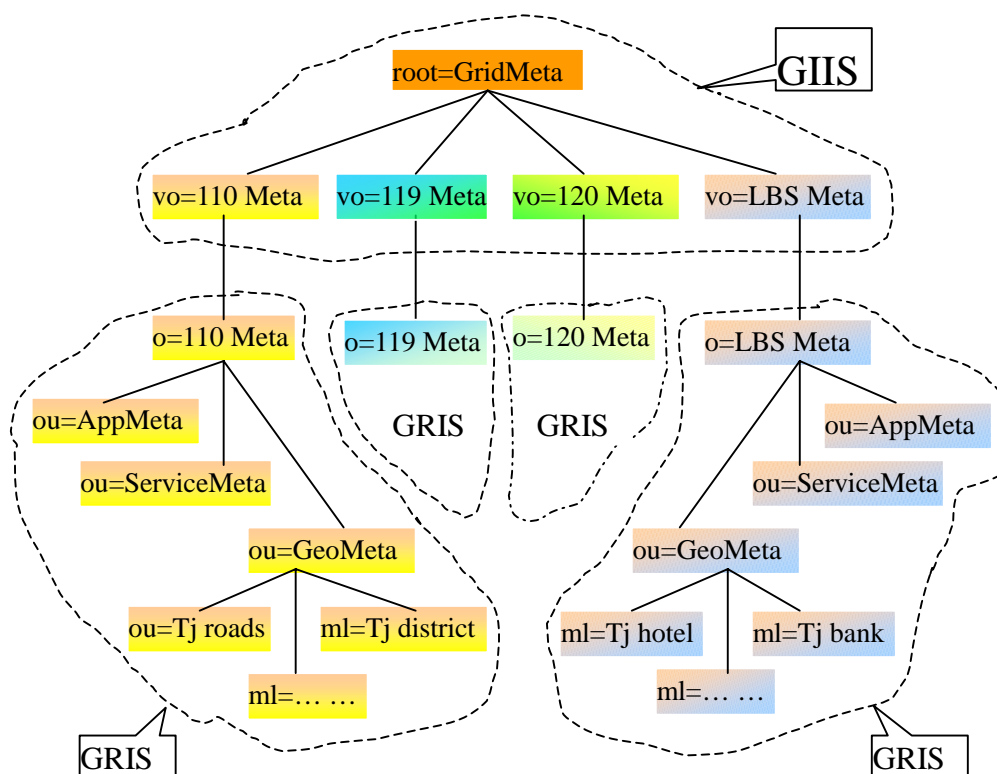 root=GridMeta
GIIS
vo=110 Meta
vo=119 Meta
vo=120 Meta
vo=LBS Meta
o=110 Meta
o=119 Meta
o=120 Meta
o=LBS Meta
ou=AppMeta
GRIS
GRIS
ou=AppMeta
ou=ServiceMeta
ou=ServiceMeta
ou=GeoMeta
ou=GeoMeta
ou=Tj roads
ml=Tj district
ml=Tj hotel
ml=Tj bank
ml=… …
ml=… …
GRIS
GRIS